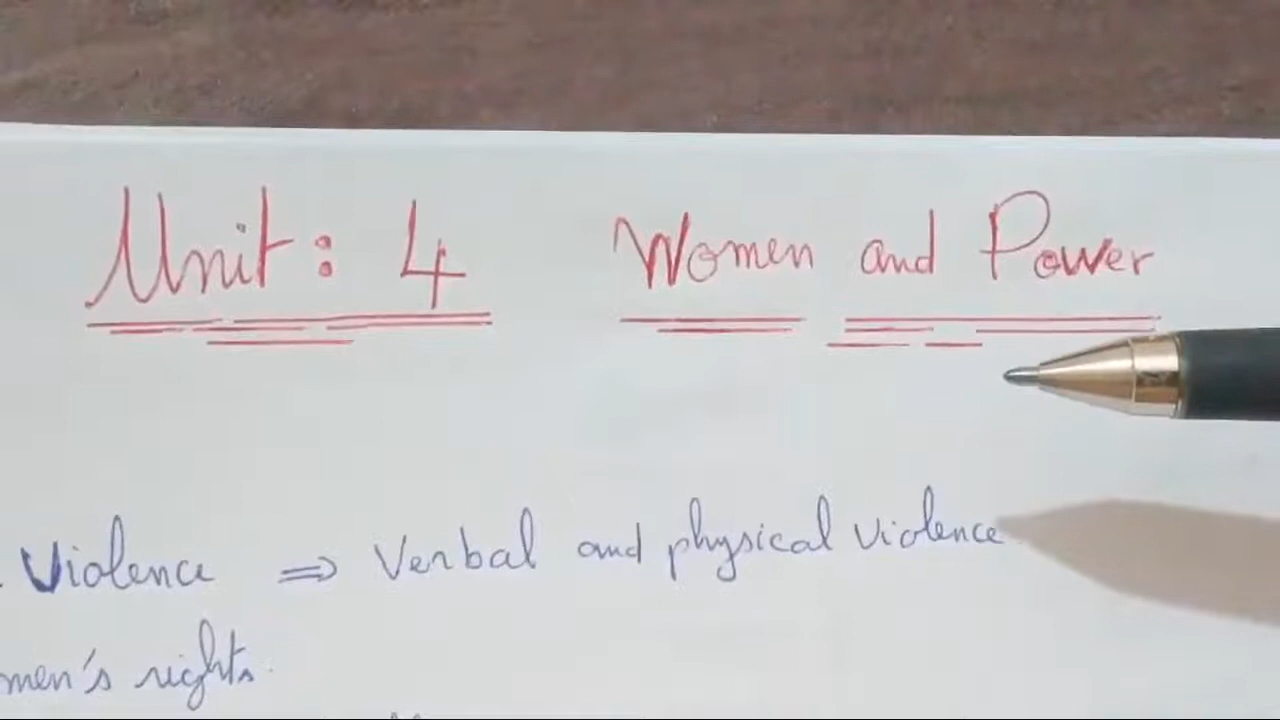 Unit: 4 Women and Power
Violence ⇒ Verbal and physical violence
men's rights.